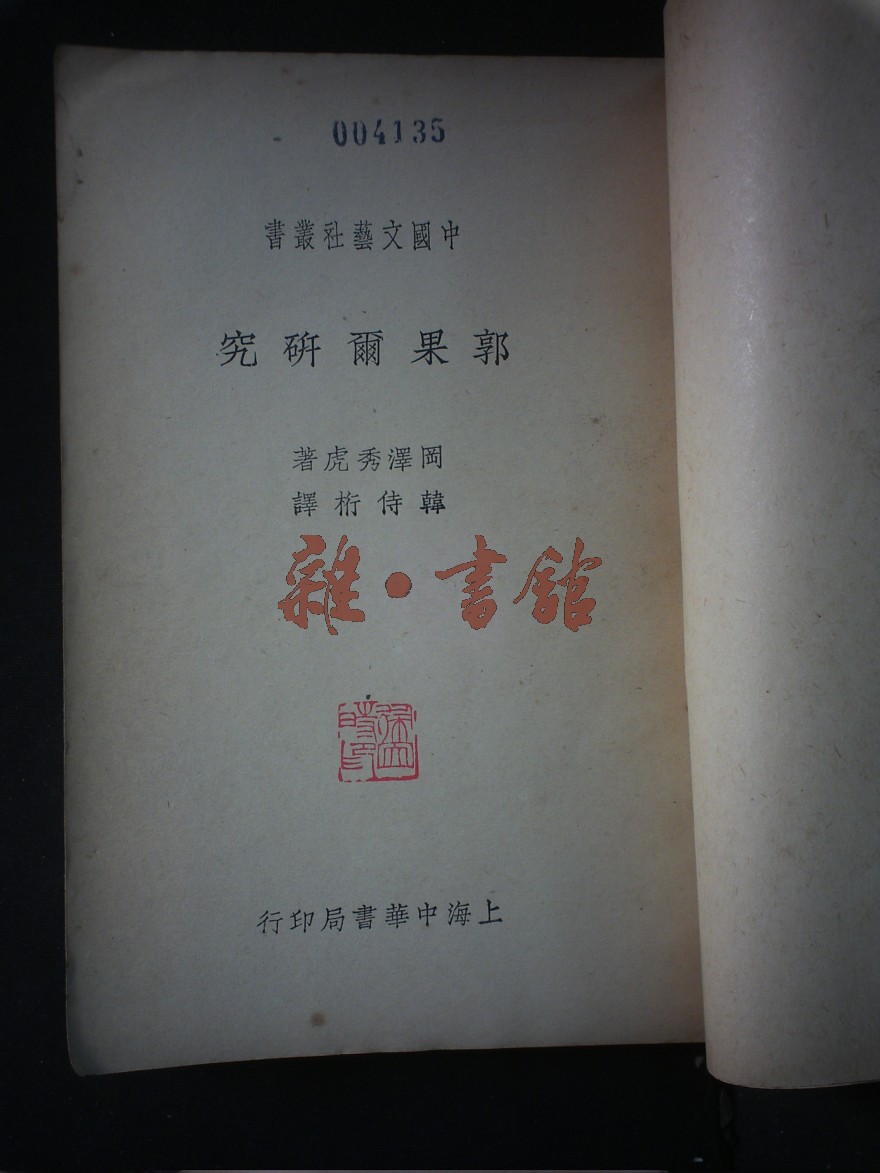 004135
中國文藝社叢書
郭果爾研究
岡澤秀虎著
韓侍桁譯
雜·書舘
上海中華書局印行